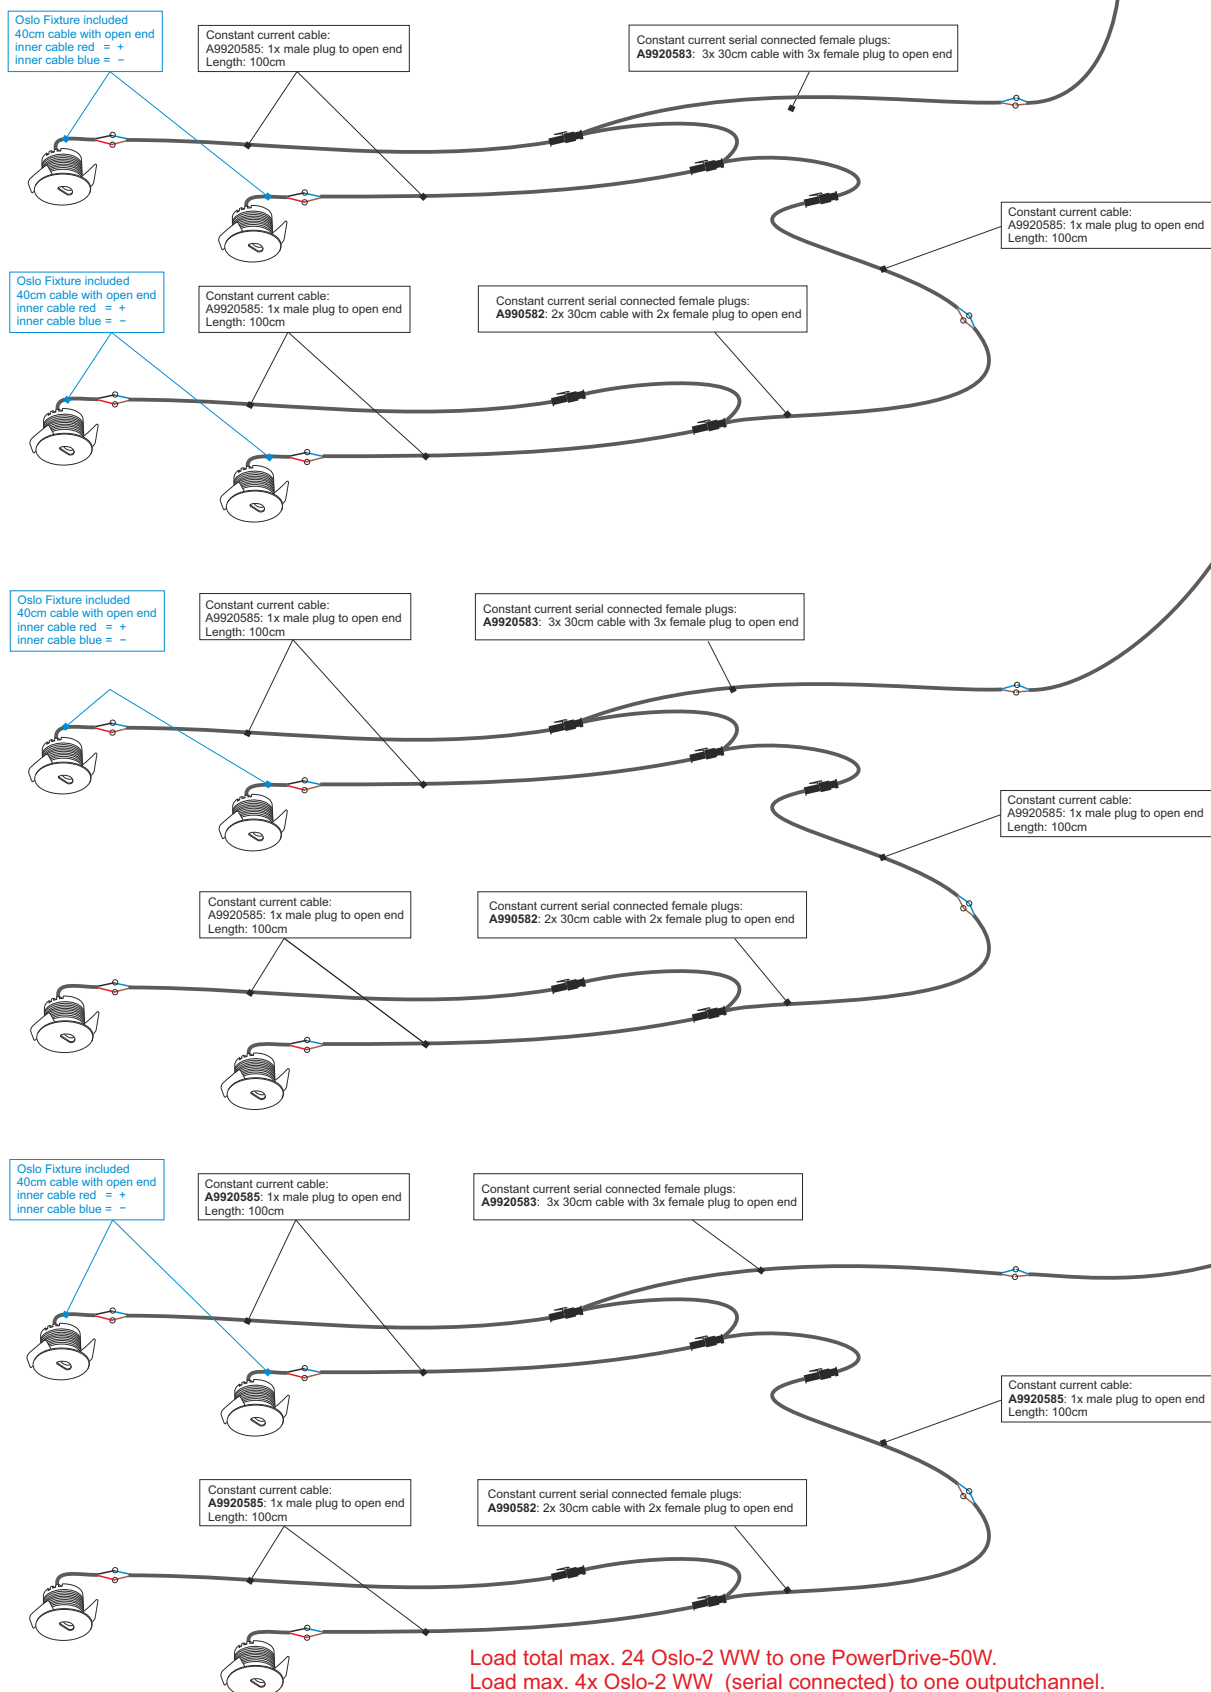 Oslo Fixture included
40cm cable with open end
inner cable red = +
inner cable blue = −
Constant current cable:
A9920585: 1x male plug to open end
Length: 100cm
Constant current serial connected female plugs:
A9920583: 3x 30cm cable with 3x female plug to open end
Constant current cable:
A9920585: 1x male plug to open end
Length: 100cm
Oslo Fixture included
40cm cable with open end
inner cable red = +
inner cable blue = −
Constant current cable:
A9920585: 1x male plug to open end
Length: 100cm
Constant current serial connected female plugs:
A990582: 2x 30cm cable with 2x female plug to open end
Oslo Fixture included
40cm cable with open end
inner cable red = +
inner cable blue = −
Constant current cable:
A9920585: 1x male plug to open end
Length: 100cm
Constant current serial connected female plugs:
A9920583: 3x 30cm cable with 3x female plug to open end
Constant current cable:
A9920585: 1x male plug to open end
Length: 100cm
Constant current cable:
A9920585: 1x male plug to open end
Length: 100cm
Constant current serial connected female plugs:
A990582: 2x 30cm cable with 2x female plug to open end
Oslo Fixture included
40cm cable with open end
inner cable red = +
inner cable blue = −
Constant current cable:
A9920585: 1x male plug to open end
Length: 100cm
Constant current serial connected female plugs:
A9920583: 3x 30cm cable with 3x female plug to open end
Constant current cable:
A9920585: 1x male plug to open end
Length: 100cm
Constant current cable:
A9920585: 1x male plug to open end
Length: 100cm
Constant current serial connected female plugs:
A990582: 2x 30cm cable with 2x female plug to open end
Load total max. 24 Oslo-2 WW to one PowerDrive-50W.
Load max. 4x Oslo-2 WW (serial connected) to one outputchannel.